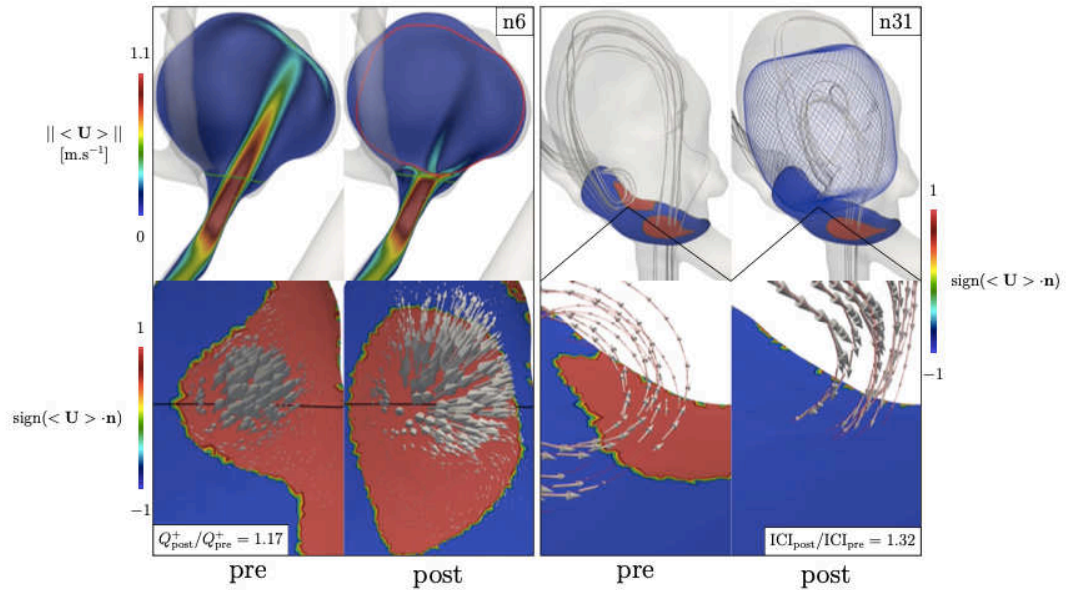 n6
n31
1.1
|| < U > ||
[m.s⁻¹]
0
1
sign(< U > ·n)
−1
1
sign(< U > ·n)
−1
Q⁺post/Q⁺pre = 1.17
ICIpost/ICIpre = 1.32
pre
post
pre
post